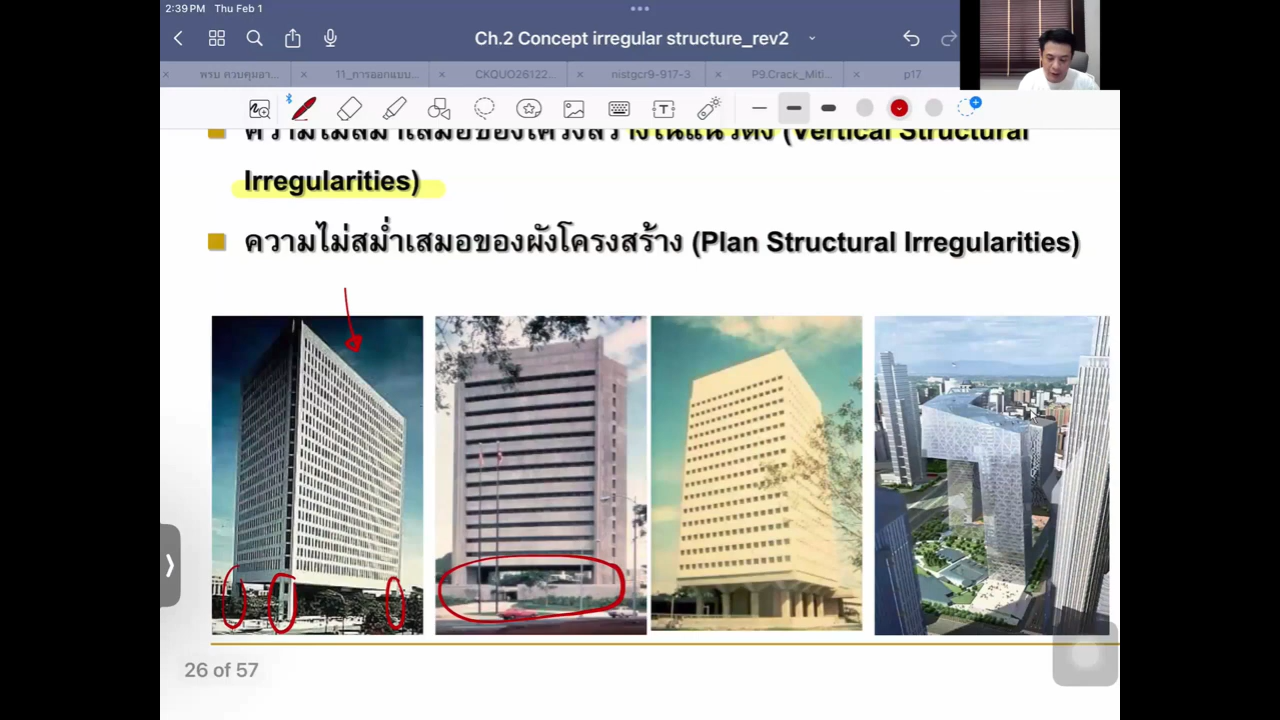 2:39 PM Thu Feb 1
Ch.2 Concept irregular structure_rev2
พรบ ควบคุมอา... 11_การออกแบบ... CKQUO26122... nistgcr9-917-3 P9.Crack_Miti... p17
ความไม่สม่ำเสมอของโครงสร้างในแนวดิ่ง (Vertical Structural
Irregularities)
ความไม่สม่ำเสมอของผังโครงสร้าง (Plan Structural Irregularities)
26 of 57